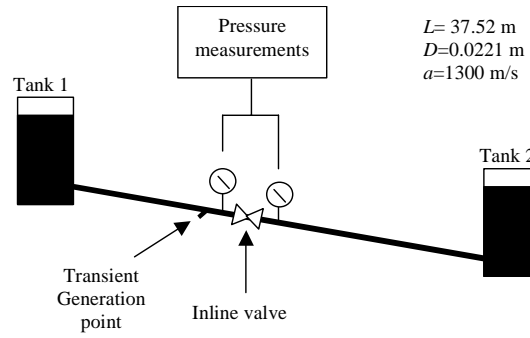 Pressure
measurements
L= 37.52 m
D=0.0221 m
a=1300 m/s
Tank 1
Tank 2
Transient
Generation
point
Inline valve